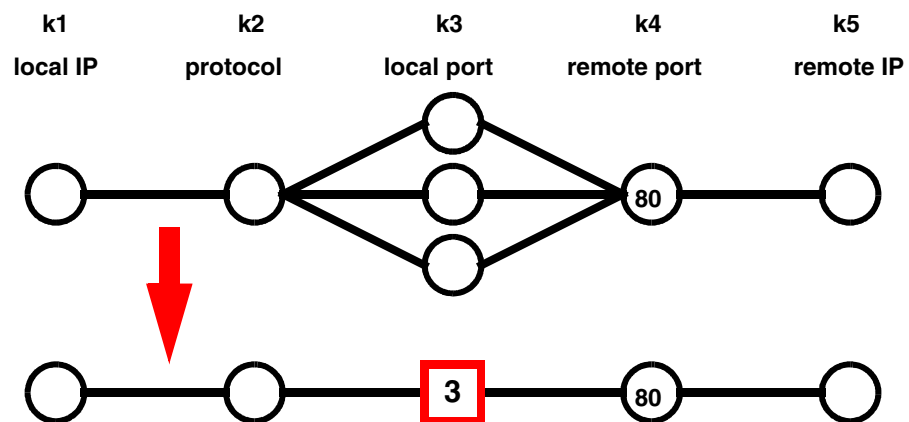 k1 k2 k3 k4 k5
local IP protocol local port remote port remote IP
80
3 80